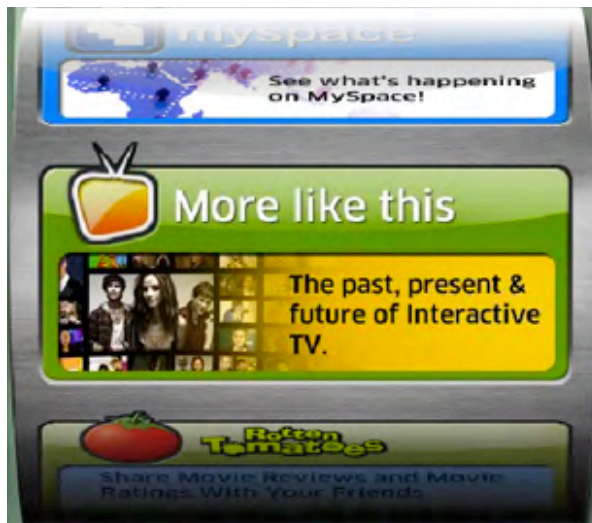 myspace
See what's happening
on MySpace!
More like this
The past, present &
future of Interactive
TV.
Rotten
Tomatoes
Share Movie Reviews and Movie
Ratings With Your Friends